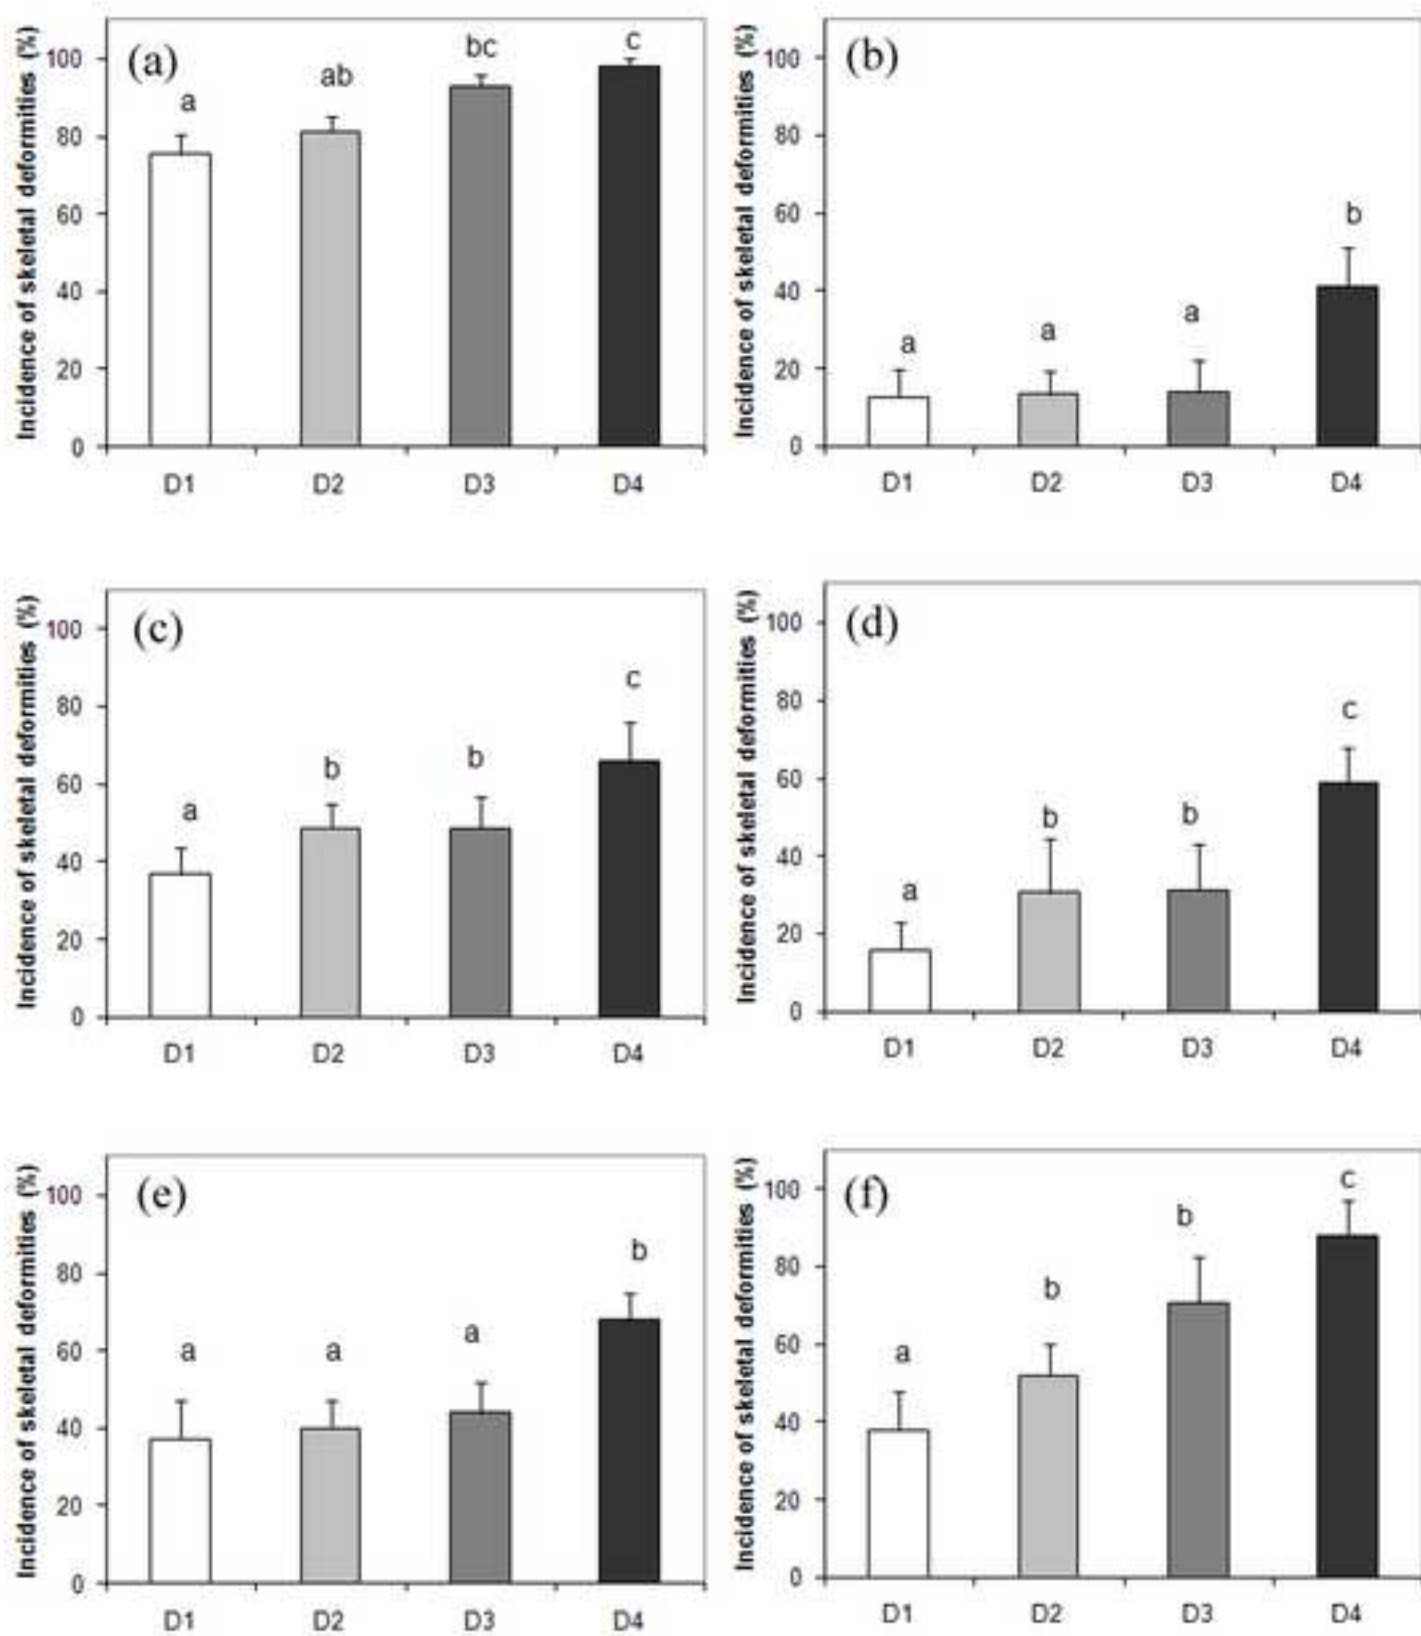 Incidence of skeletal deformities (%)
(a)
100
80
60
40
20
0
a
ab
bc
c
D1 D2 D3 D4
Incidence of skeletal deformities (%)
(b)
100
80
60
40
20
0
a
a
a
b
D1 D2 D3 D4
Incidence of skeletal deformities (%)
(c)
100
80
60
40
20
0
a
b
b
c
D1 D2 D3 D4
Incidence of skeletal deformities (%)
(d)
100
80
60
40
20
0
a
b
b
c
D1 D2 D3 D4
Incidence of skeletal deformities (%)
(e)
100
80
60
40
20
0
a
a
a
b
D1 D2 D3 D4
Incidence of skeletal deformities (%)
(f)
100
80
60
40
20
0
a
b
b
c
D1 D2 D3 D4